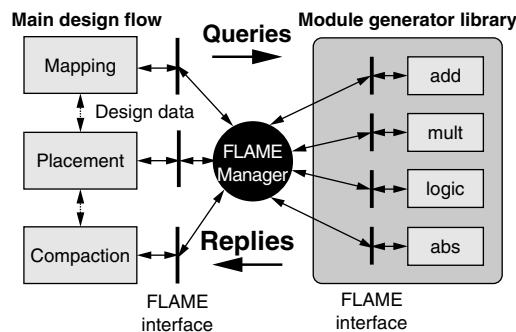 Main design flow
Queries
Module generator library
Mapping
Design data
Placement
Compaction
FLAME
Manager
add
mult
logic
abs
Replies
FLAME
interface
FLAME
interface